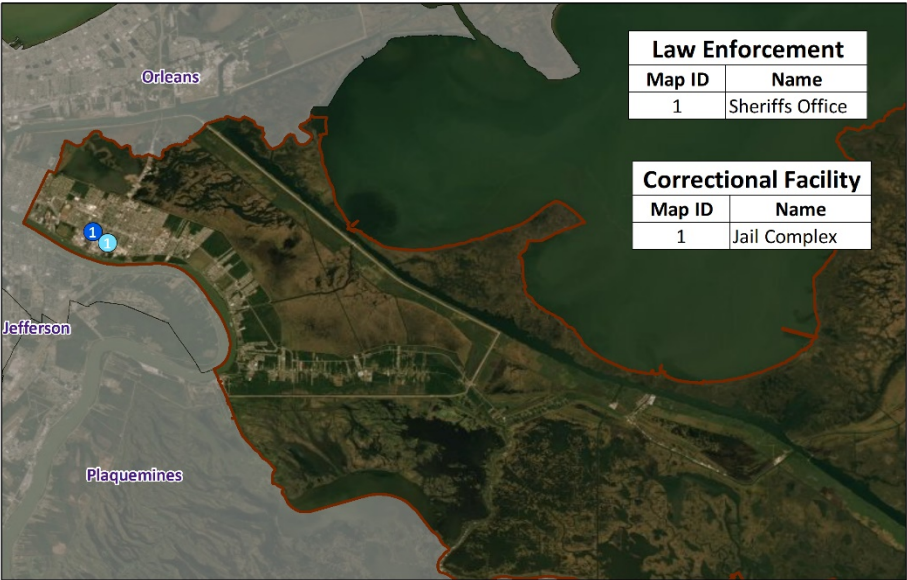 Law Enforcement
Map ID Name
1 Sheriffs Office
Orleans
Correctional Facility
Map ID Name
1 Jail Complex
1
1
Jefferson
Plaquemines